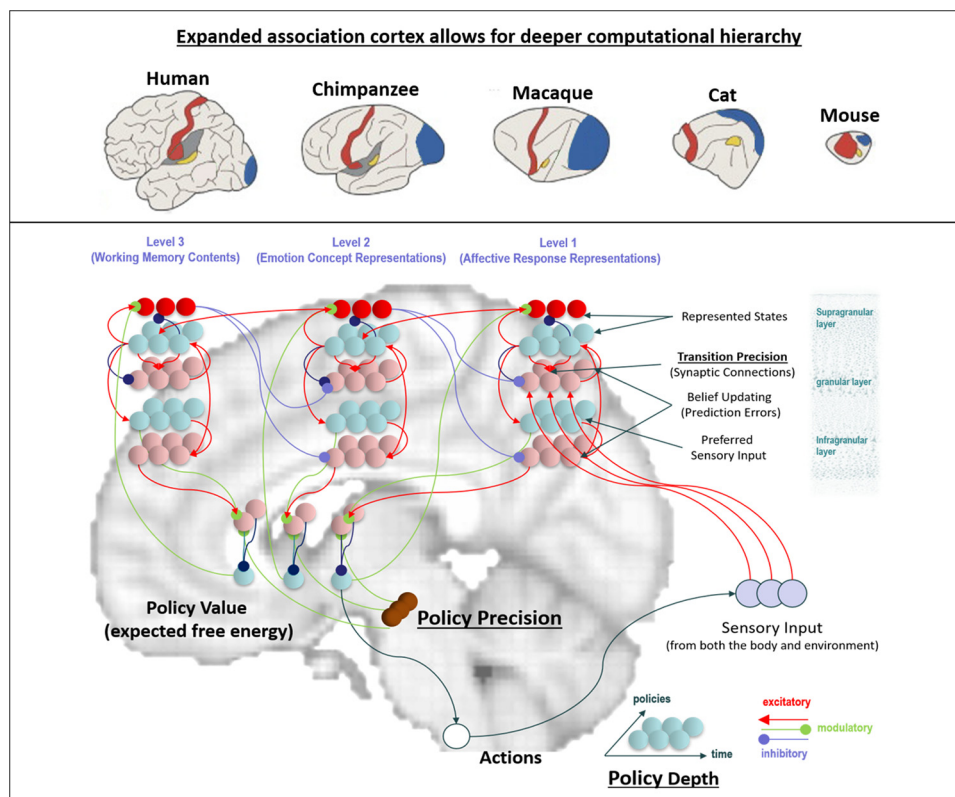 Expanded association cortex allows for deeper computational hierarchy
Human
Chimpanzee
Macaque
Cat
Mouse
Level 3
(Working Memory Contents)
Level 2
(Emotion Concept Representations)
Level 1
(Affective Response Representations)
Represented States
Transition Precision
(Synaptic Connections)
Belief Updating
(Prediction Errors)
Preferred
Sensory Input
Supragranular
layer
granular layer
Infragranular
layer
Policy Value
(expected free energy)
Policy Precision
Sensory Input
(from both the body and environment)
Actions
policies
time
Policy Depth
excitatory
modulatory
inhibitory